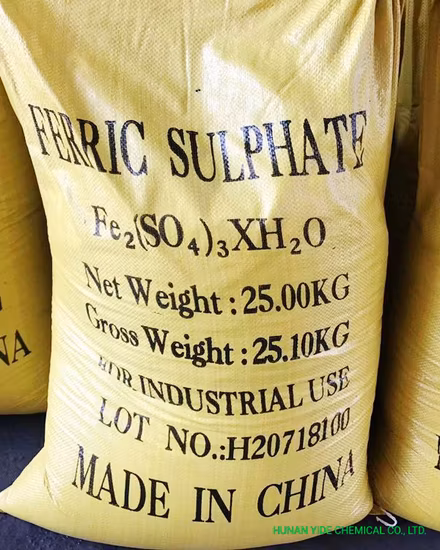 FERRIC SULPHATE
Fe₂(SO₄)₃XH₂O
Net Weight : 25.00KG
Gross Weight : 25.10KG
FOR INDUSTRIAL USE
LOT NO.:H20718100
MADE IN CHINA
NA
HUNAN YIDE CHEMICAL CO., LTD.